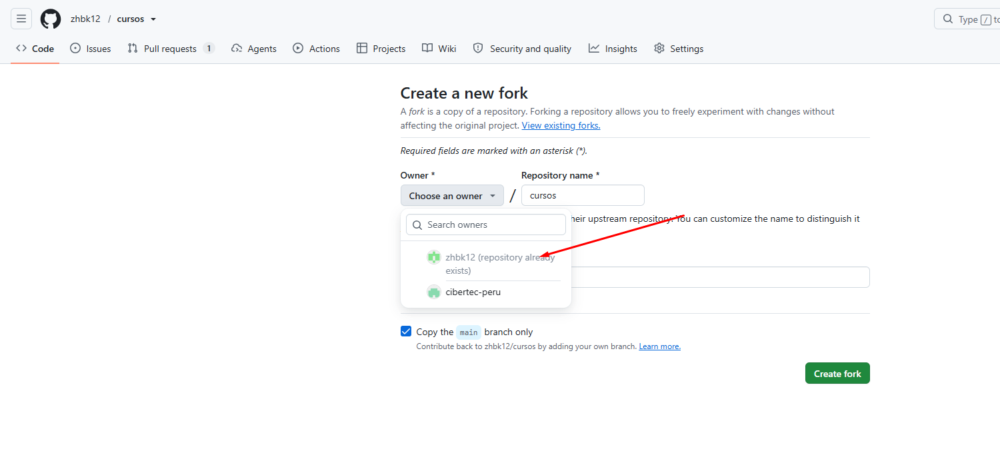 zhbk12 / cursos
Type / to
Code Issues Pull requests 1 Agents Actions Projects Wiki Security and quality Insights Settings
Create a new fork
A fork is a copy of a repository. Forking a repository allows you to freely experiment with changes without
affecting the original project. View existing forks.
Required fields are marked with an asterisk (*).
Owner * Repository name *
Choose an owner / cursos
heir upstream repository. You can customize the name to distinguish it
Search owners
zhbk12 (repository already
exists)
cibertec-peru
Copy the main branch only
Contribute back to zhbk12/cursos by adding your own branch. Learn more.
Create fork